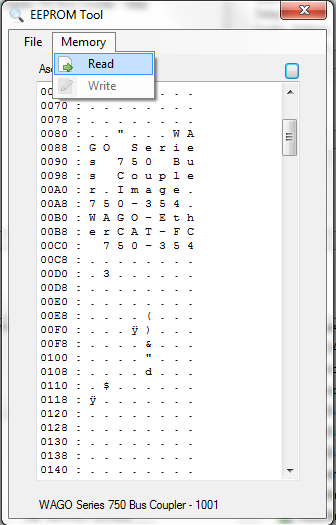 EEPROM Tool
File Memory
Read
Write
0070 : . . . . . . . .
0078 : . . . . . . . .
0080 : . . " . . . W A
0088 : G O   S e r i e
0090 : s   7 5 0   B u
0098 : s   C o u p l e
00A0 : r . I m a g e .
00A8 : 7 5 0 - 3 5 4 .
00B0 : W A G O - E t h
00B8 : e r C A T - F C
00C0 :   7 5 0 - 3 5 4
00C8 : . . . . . . . .
00D0 : . 3 . . . . . .
00D8 : . . . . . . . .
00E0 : . . . . . . . .
00E8 : . . . . ( . . .
00F0 : . . . ÿ ) . . .
00F8 : . . . . & . . .
0100 : . . . . " . . .
0108 : . . . . d . . .
0110 : . $ . . . . . .
0118 : ÿ . . . . . . .
0120 : . . . . . . . .
0128 : . . . . . . . .
0130 : . . . . . . . .
0138 : . . . . . . . .
0140 : . . . . . . . .
WAGO Series 750 Bus Coupler - 1001